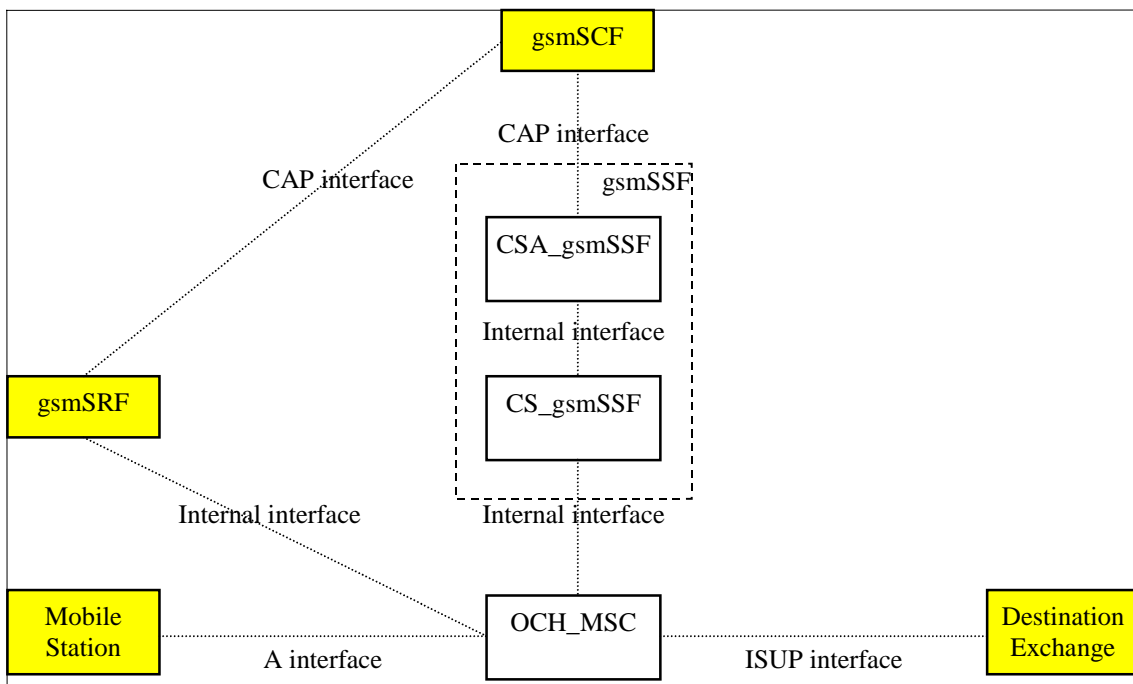 gsmSCF
CAP interface
CAP interface
gsmSSF
CSA_gsmSSF
Internal interface
gsmSRF
CS_gsmSSF
Internal interface
Internal interface
Mobile
Station
OCH_MSC
Destination
Exchange
A interface
ISUP interface